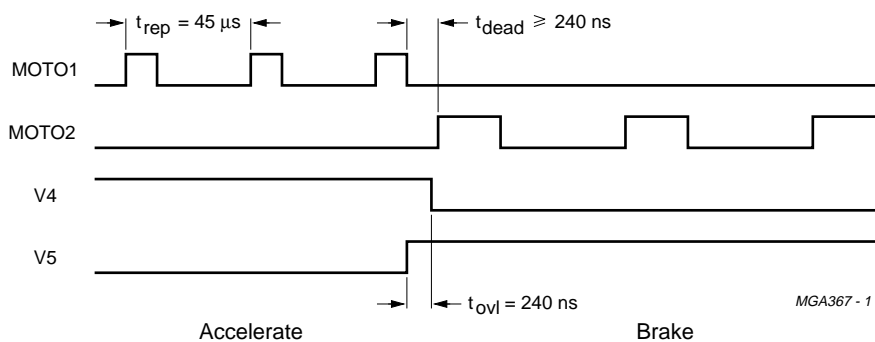 t_rep = 45 µs
t_dead ≥ 240 ns
MOTO1
MOTO2
V4
V5
t_ovl = 240 ns
MGA367 - 1
Accelerate
Brake